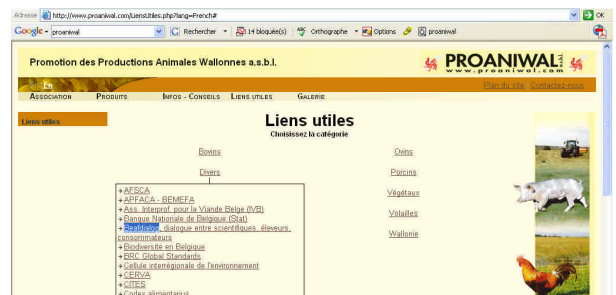 Adresse http://www.proaniwal.com/LiensUtiles.php?lang=French# OK
Google - proaniwal Rechercher 14 bloqué(s) Orthographe Options proaniwal
Promotion des Productions Animales Wallonnes a.s.b.l. PROANIWAL
www.proaniwal.com
En Plan du site Contactez-nous
Association Produits Infos - Conseils Liens utiles Galerie
Liens utiles
Liens utiles
Choisissez la catégorie
Bovins Ovins
Divers Porcins
Végétaux
Volailles
Wallonie
AFSCA
APFACA - BEMEFA
Ass. Interprof. pour la Viande Belge (IVB)
Banque Nationale de Belgique (Stat)
Beafdialog, dialogue entre scientifiques, éleveurs,
consommateurs
Biodiversité en Belgique
BRC Global Standards
Cellule interrégionale de l'environnement
CERVA
CITES
Codex alimentarius